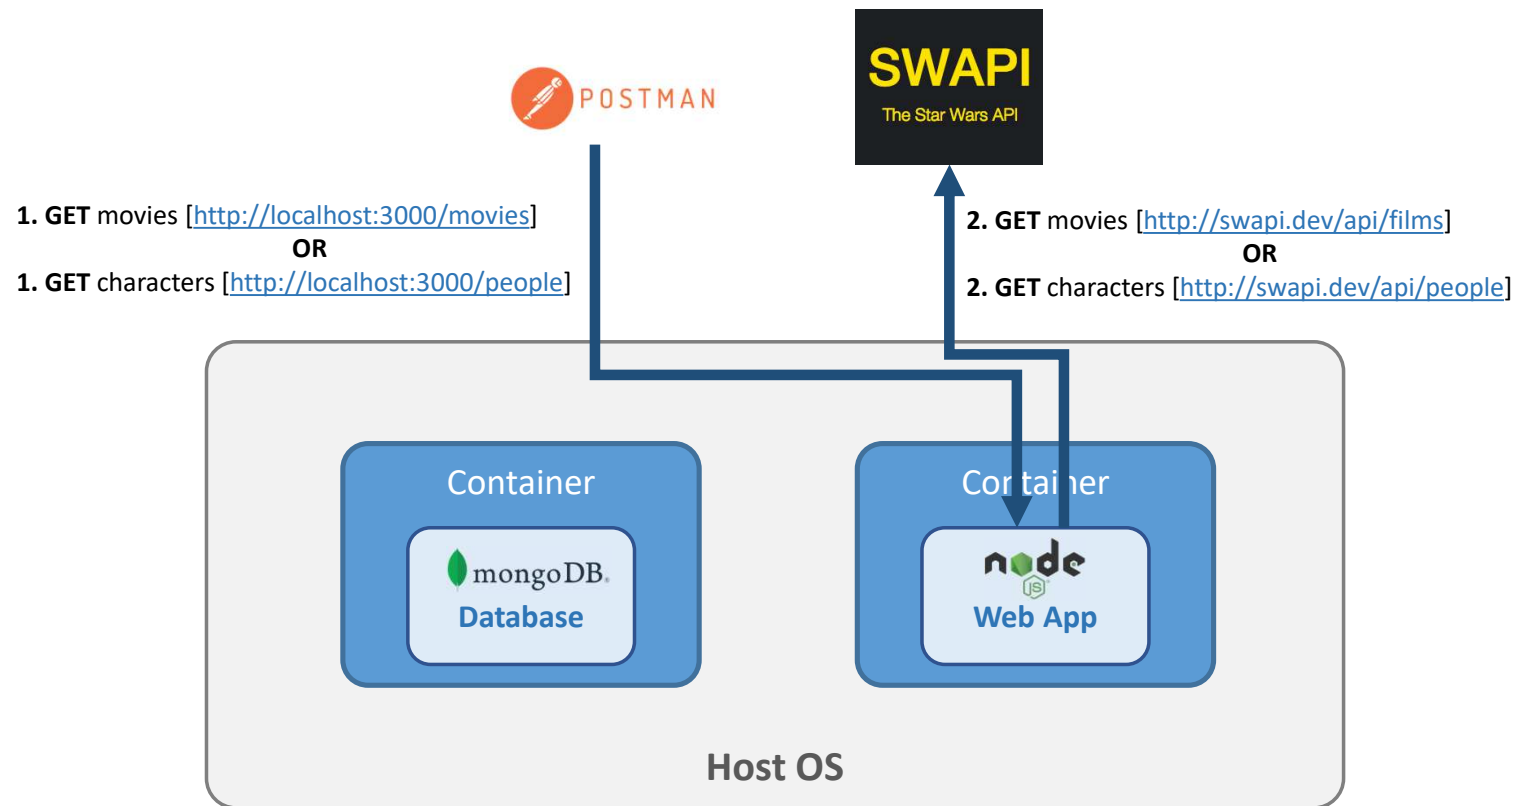 POSTMAN
SWAPI
The Star Wars API
1. GET movies [http://localhost:3000/movies]
OR
1. GET characters [http://localhost:3000/people]
2. GET movies [http://swapi.dev/api/films]
OR
2. GET characters [http://swapi.dev/api/people]
Container
mongoDB.
Database
Container
node
JS
Web App
Host OS